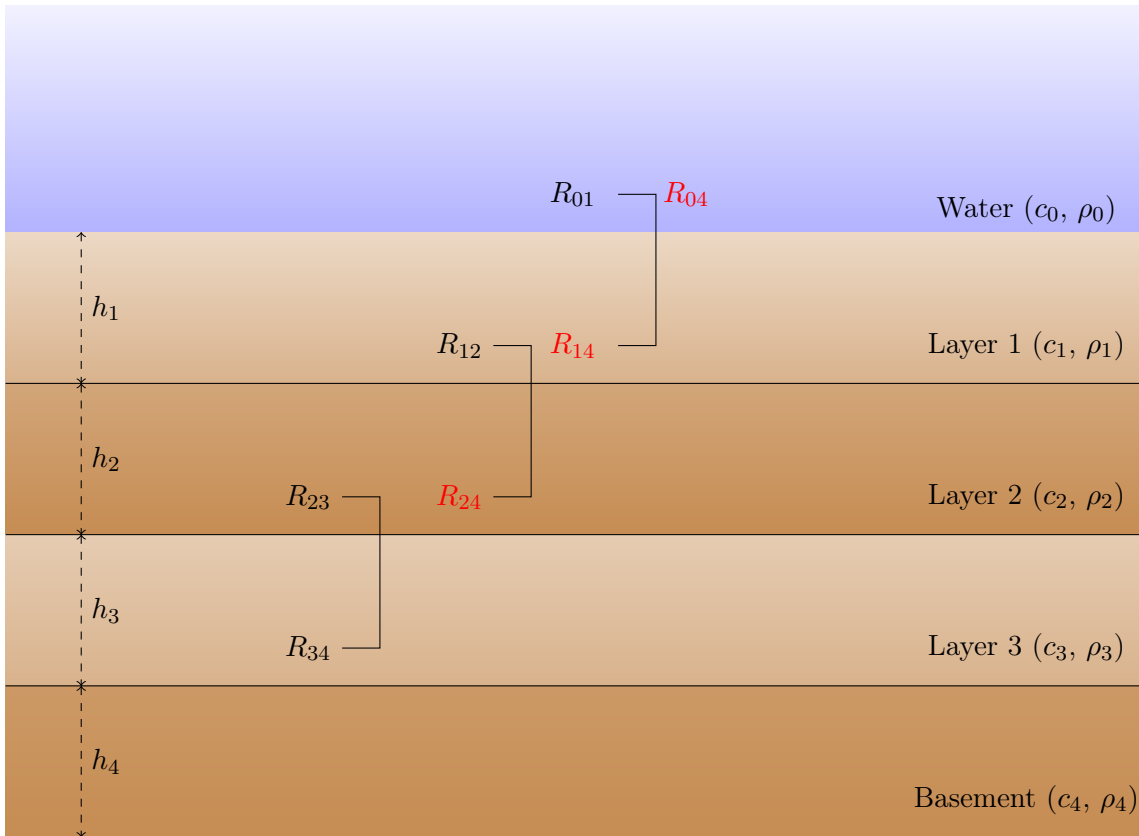 R₀₁ R₀₄
Water (c₀, ρ₀)
h₁
R₁₂ R₁₄
Layer 1 (c₁, ρ₁)
h₂
R₂₃ R₂₄
Layer 2 (c₂, ρ₂)
h₃
R₃₄
Layer 3 (c₃, ρ₃)
h₄
Basement (c₄, ρ₄)